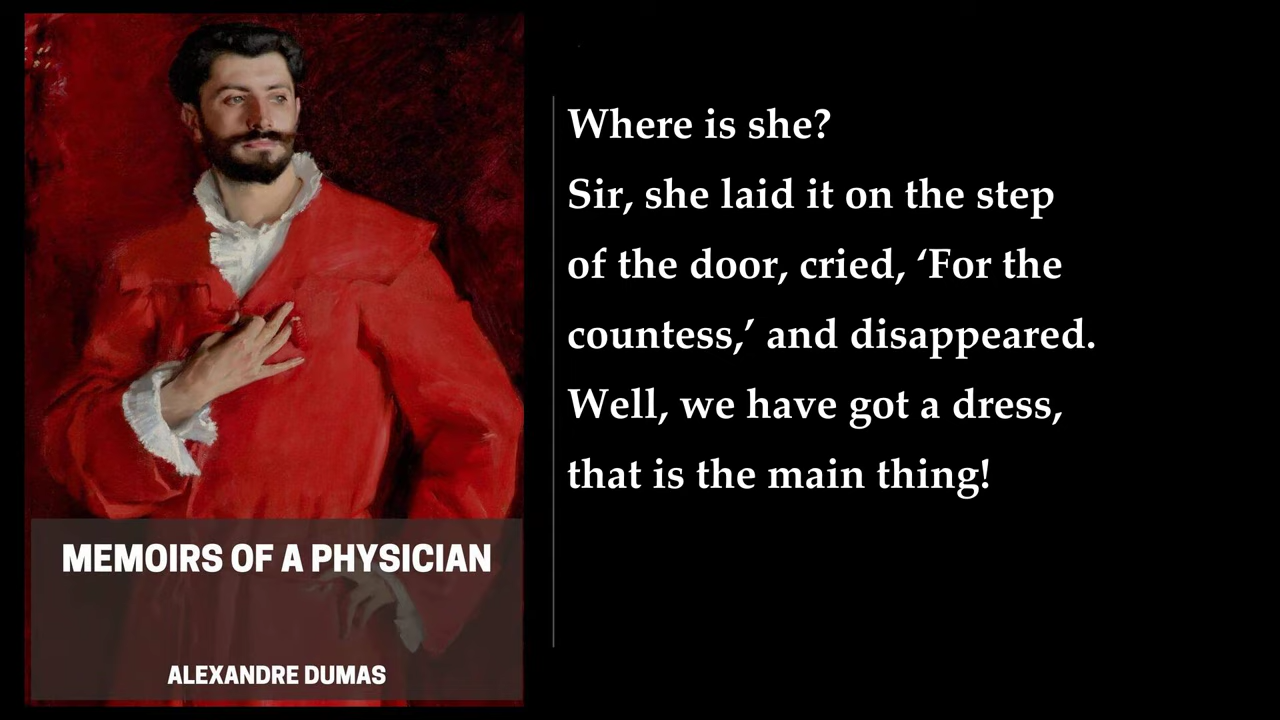 MEMOIRS OF A PHYSICIAN
ALEXANDRE DUMAS
Where is she?
Sir, she laid it on the step
of the door, cried, ‘For the
countess,’ and disappeared.
Well, we have got a dress,
that is the main thing!